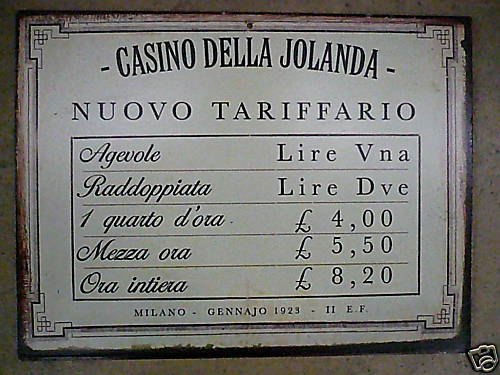 - CASINO DELLA JOLANDA -
NUOVO TARIFFARIO
Agevole Lire Vna
Raddoppiata Lire Dve
1 quarto d'ora £ 4,00
Mezza ora £ 5,50
Ora intiera £ 8,20
MILANO - GENNAJO 1923 - II E.F.